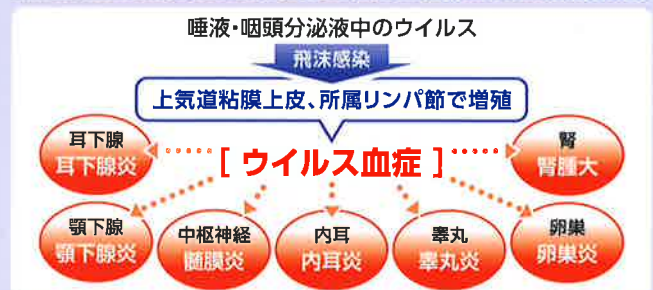 唾液・咽頭分泌液中のウイルス
飛沫感染
上気道粘膜上皮、所属リンパ節で増殖
[ ウイルス血症 ]
耳下腺
耳下腺炎
腎
腎腫大
顎下腺
顎下腺炎
中枢神経
髄膜炎
内耳
内耳炎
睾丸
睾丸炎
卵巣
卵巣炎